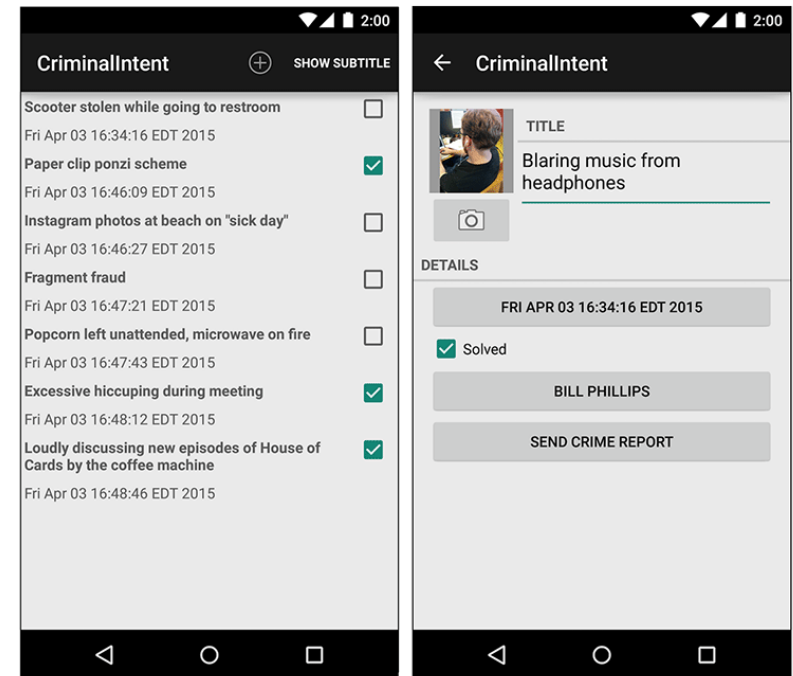 2:00
CriminalIntent
SHOW SUBTITLE
Scooter stolen while going to restroom
Fri Apr 03 16:34:16 EDT 2015
Paper clip ponzi scheme
Fri Apr 03 16:46:09 EDT 2015
Instagram photos at beach on "sick day"
Fri Apr 03 16:46:27 EDT 2015
Fragment fraud
Fri Apr 03 16:47:21 EDT 2015
Popcorn left unattended, microwave on fire
Fri Apr 03 16:47:43 EDT 2015
Excessive hiccuping during meeting
Fri Apr 03 16:48:12 EDT 2015
Loudly discussing new episodes of House of
Cards by the coffee machine
Fri Apr 03 16:48:46 EDT 2015
2:00
CriminalIntent
TITLE
Blaring music from
headphones
DETAILS
FRI APR 03 16:34:16 EDT 2015
Solved
BILL PHILLIPS
SEND CRIME REPORT